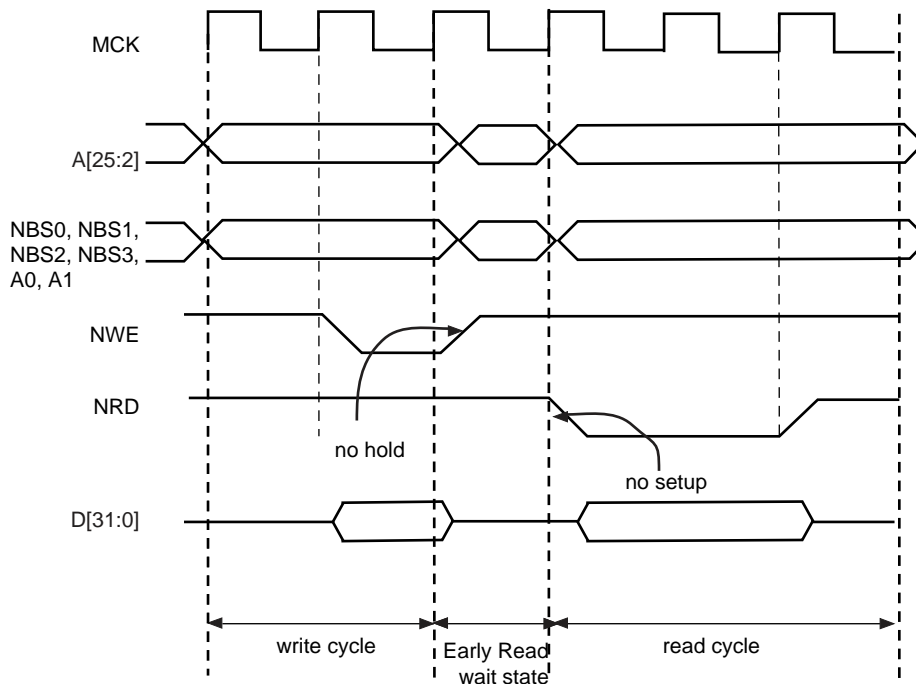 MCK
A[25:2]
NBS0, NBS1,
NBS2, NBS3,
A0, A1
NWE
NRD
no hold
no setup
D[31:0]
write cycle
Early Read
wait state
read cycle